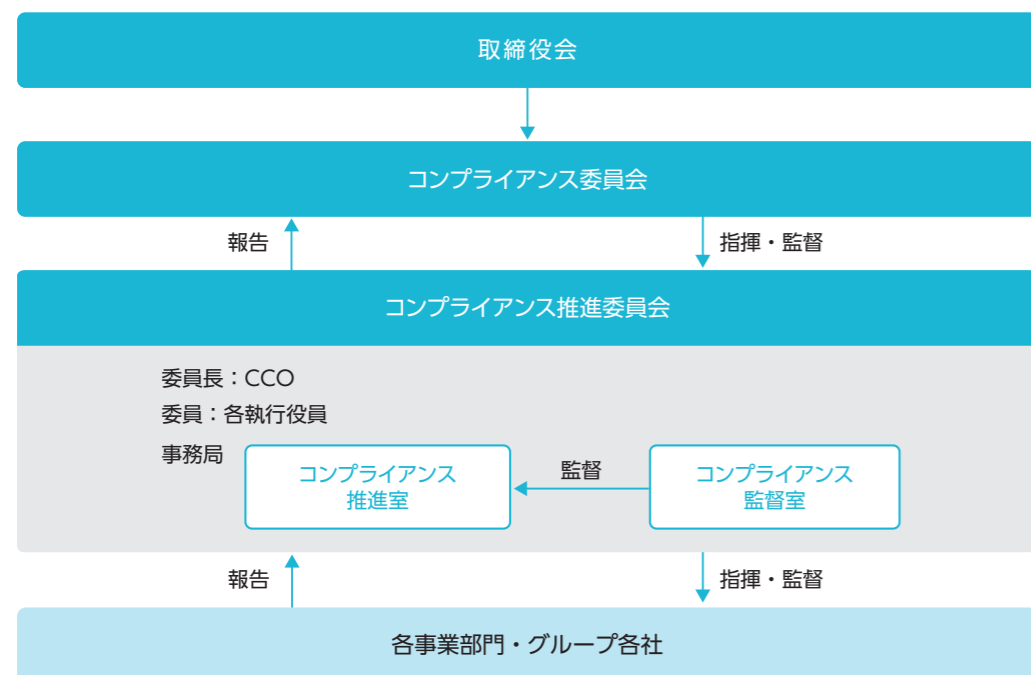 取締役会
コンプライアンス委員会
報告
指揮・監督
コンプライアンス推進委員会
委員長：CCO
委員：各執行役員
事務局
コンプライアンス
推進室
監督
コンプライアンス
監督室
報告
指揮・監督
各事業部門・グループ各社